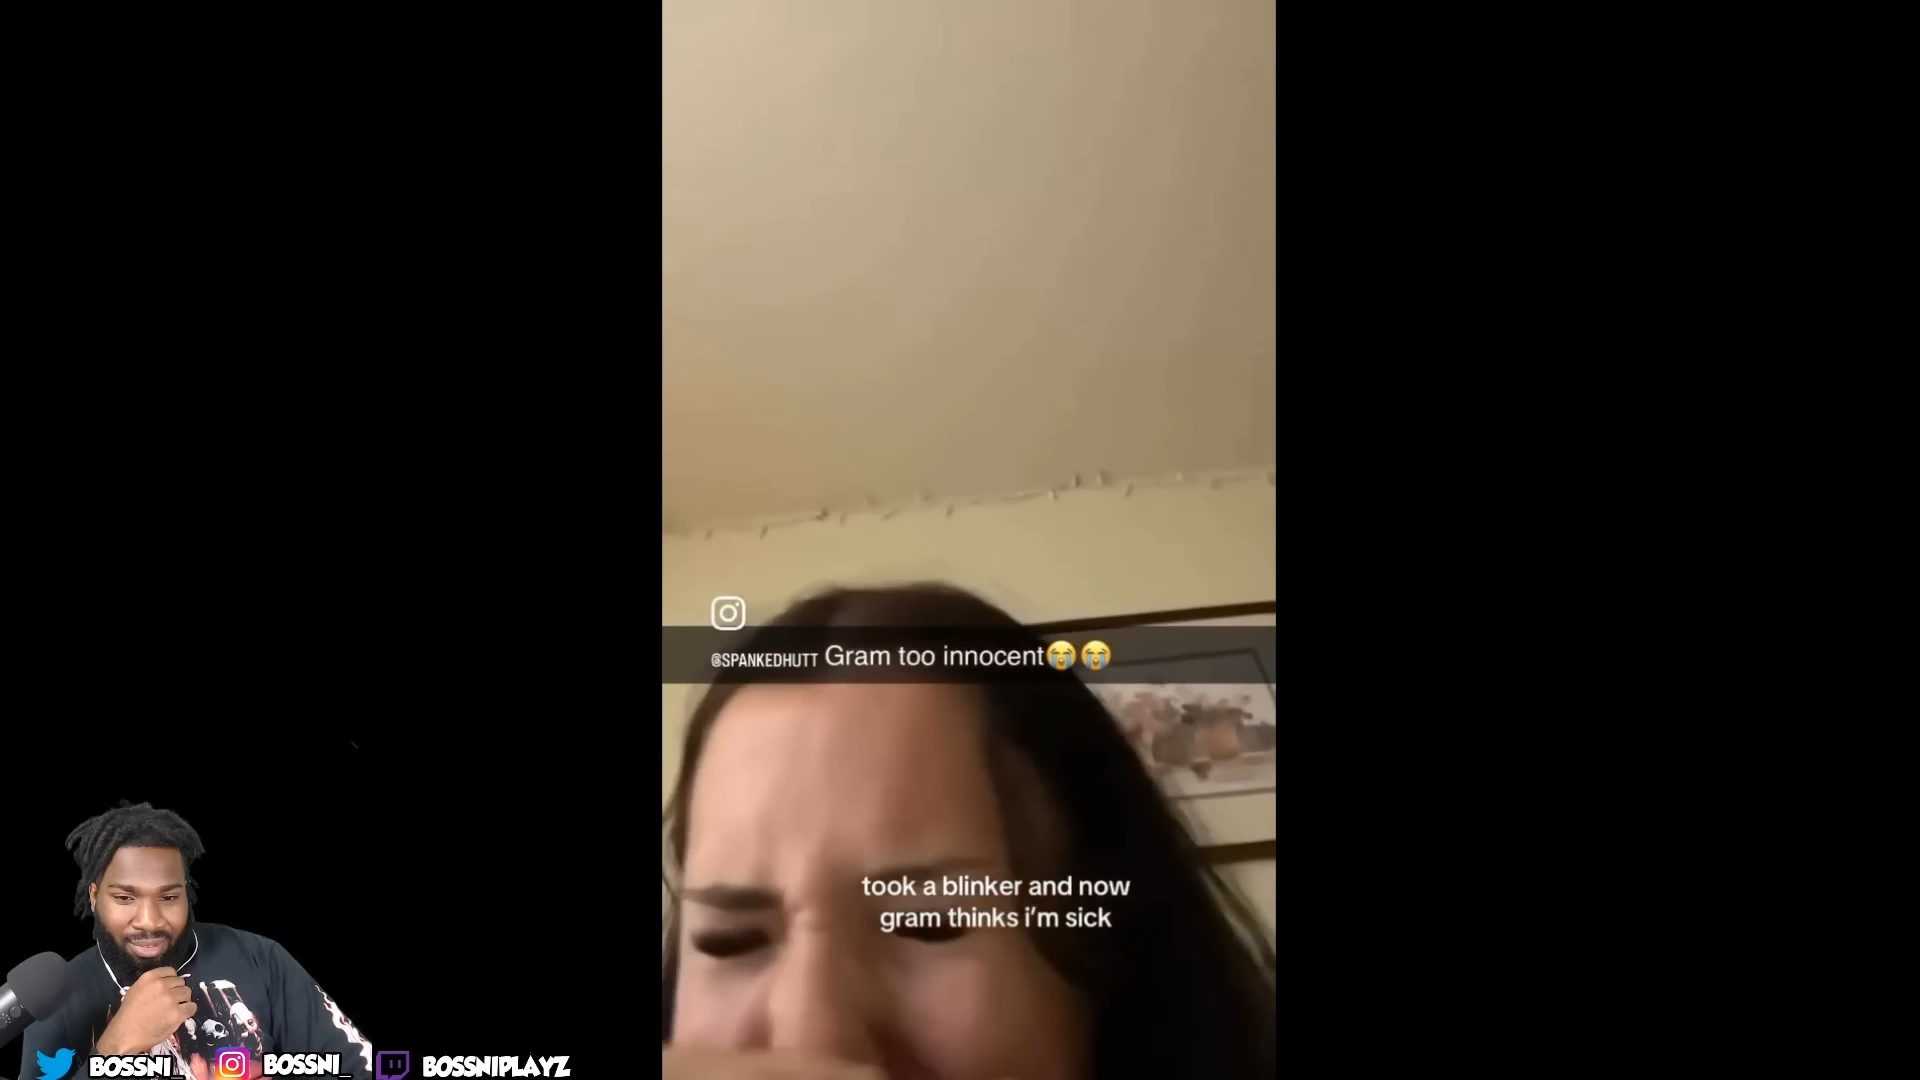 @SPANKEDHUTT Gram too innocent😭😭
took a blinker and now
gram thinks i'm sick
BOSSNI_ BOSSNI_ BOSSNIPLAYZ